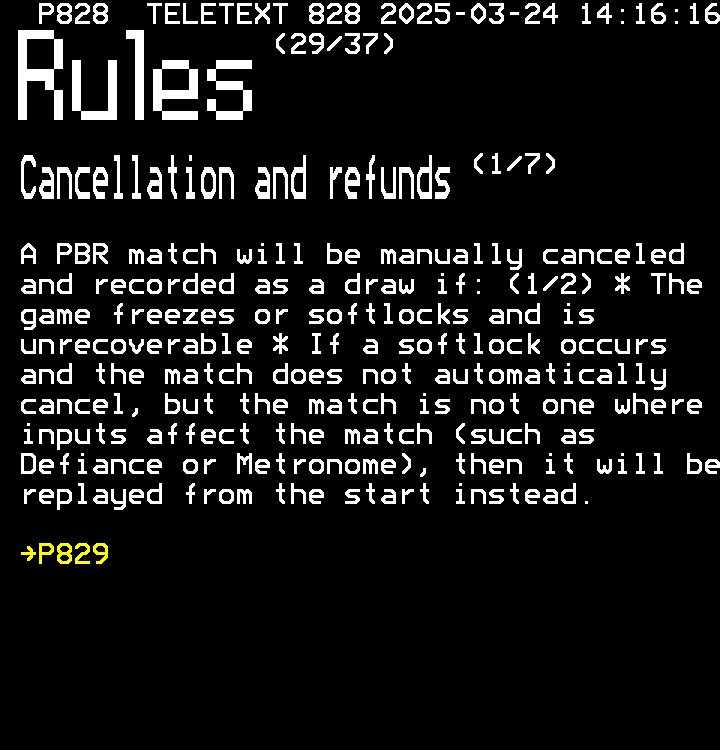 P828 TELETEXT 828 2025-03-24 14:16:16
Rules (29/37)
Cancellation and refunds (1/7)
A PBR match will be manually canceled
and recorded as a draw if: (1/2) * The
game freezes or softlocks and is
unrecoverable * If a softlock occurs
and the match does not automatically
cancel, but the match is not one where
inputs affect the match (such as
Defiance or Metronome), then it will be
replayed from the start instead.
→P829